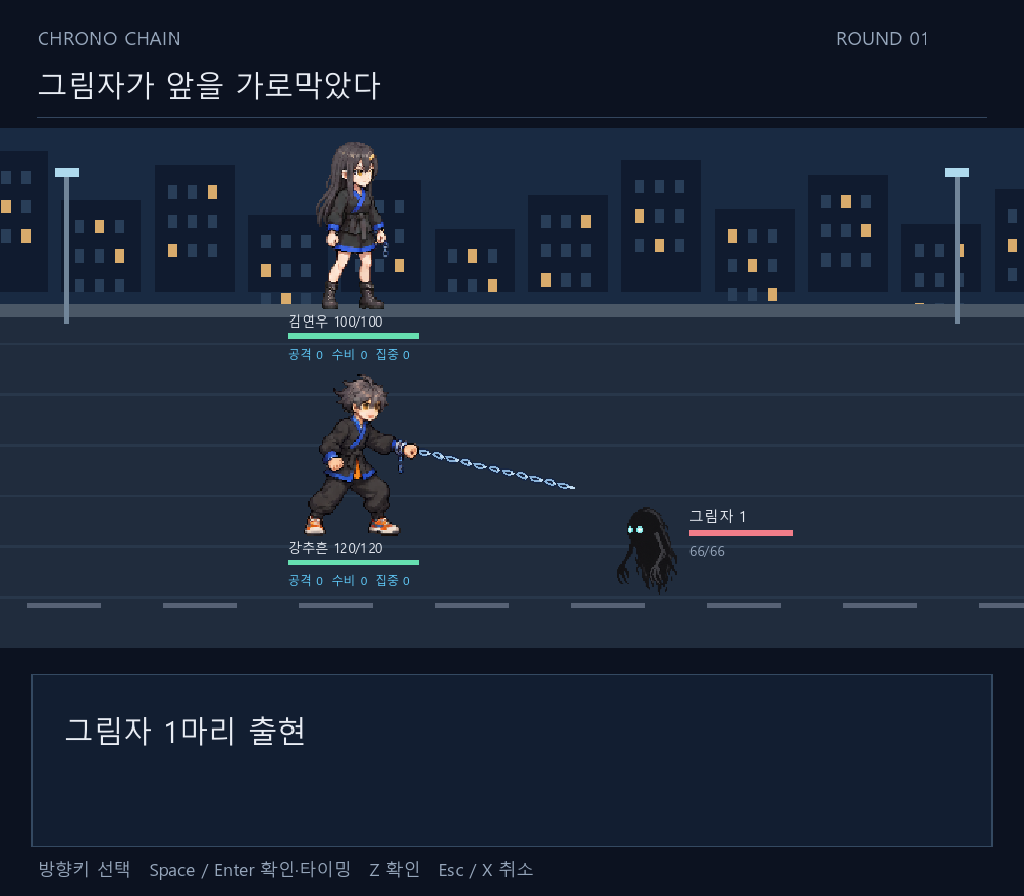 CHRONO CHAIN
ROUND 01
그림자가 앞을 가로막았다
김연우 100/100
공격 0 수비 0 집중 0
강추흔 120/120
공격 0 수비 0 집중 0
그림자 1
66/66
그림자 1마리 출현
방향키 선택 Space / Enter 확인·타이밍 Z 확인 Esc / X 취소